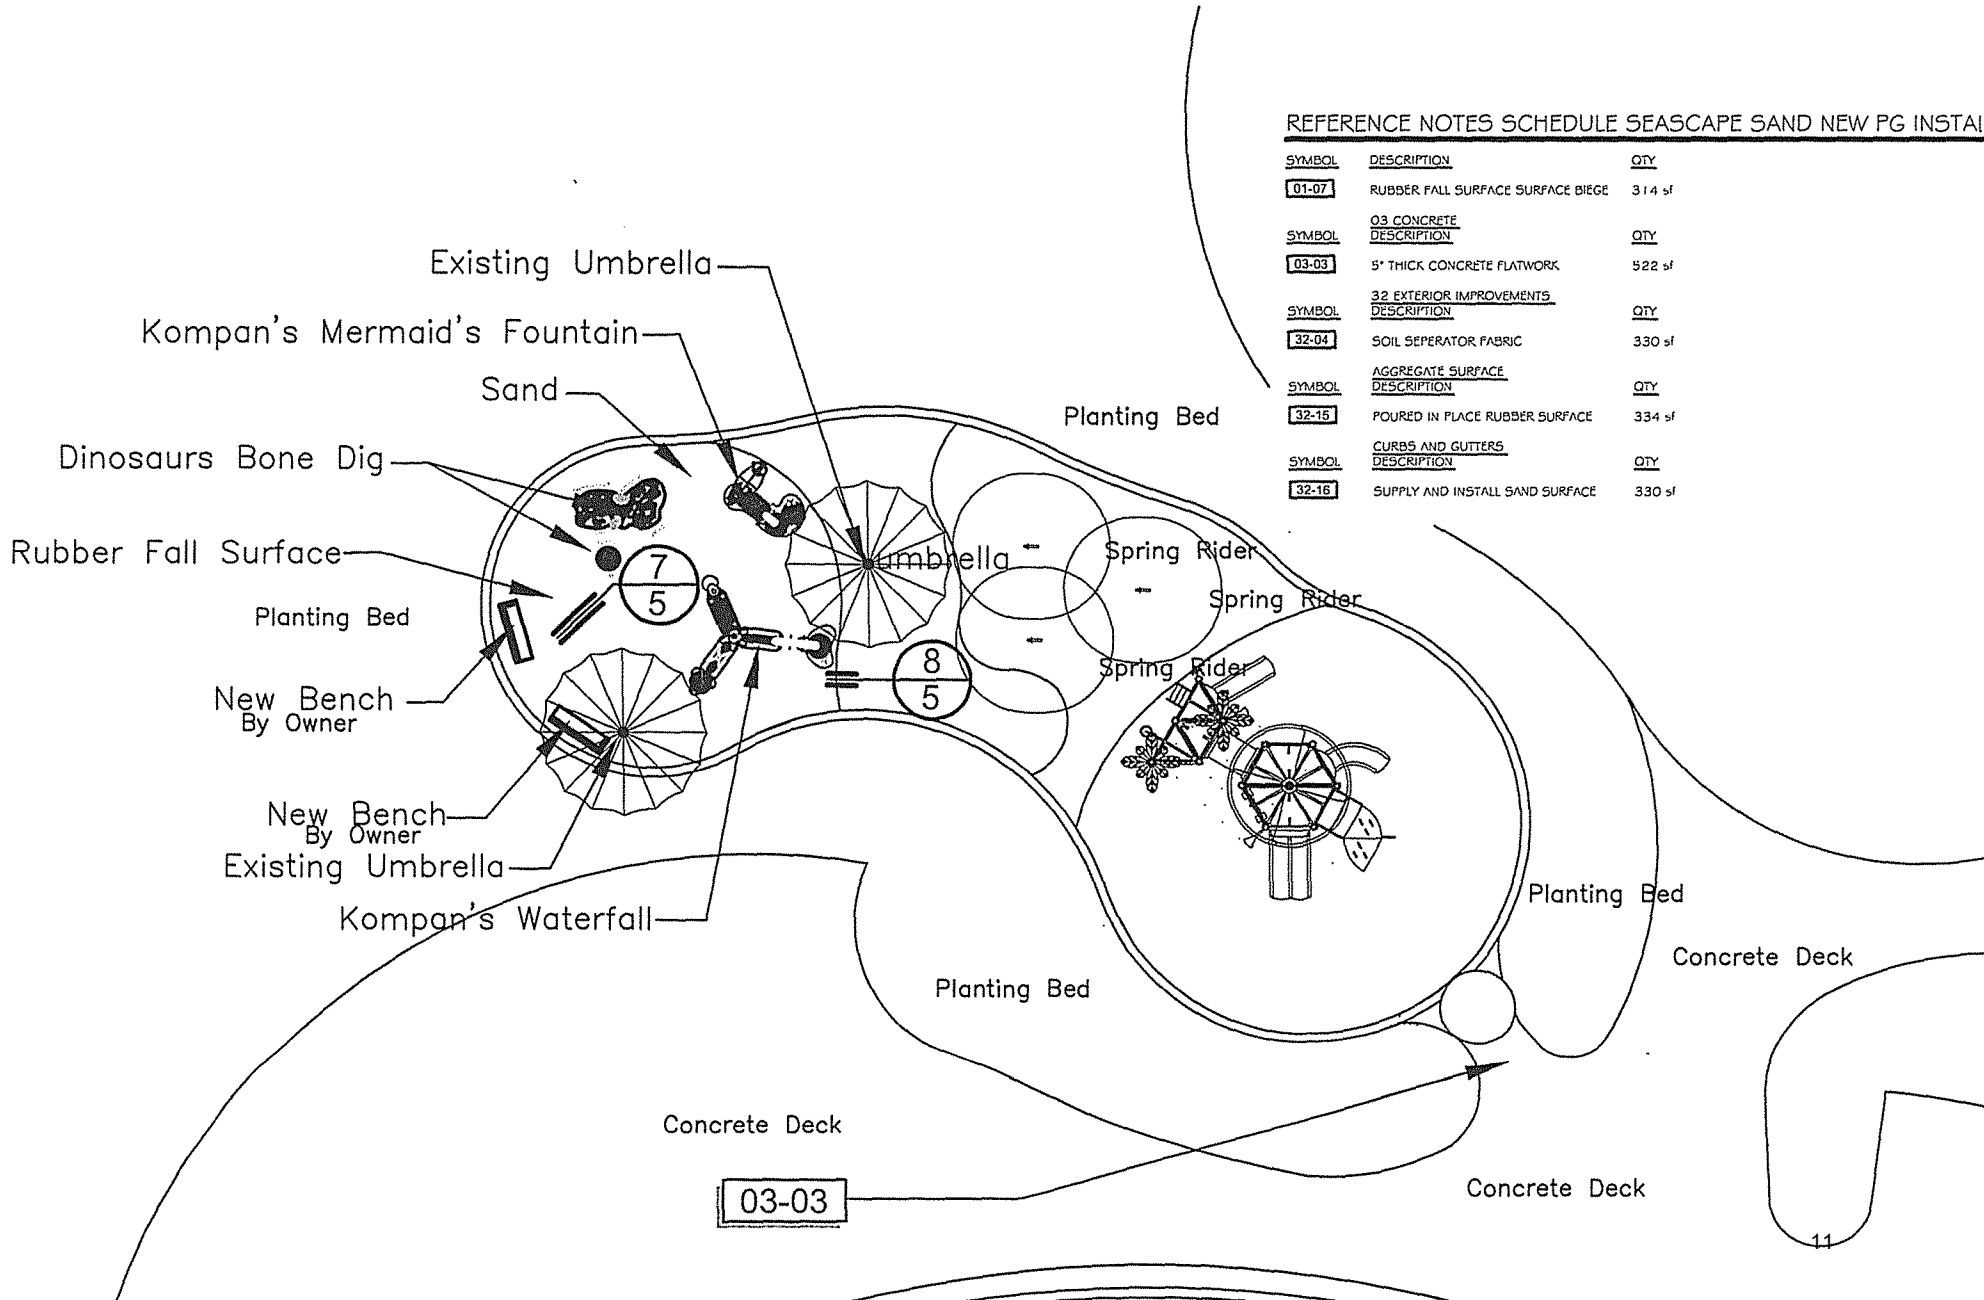 REFERENCE NOTES SCHEDULE SEASCAPE SAND NEW PG INSTAL
SYMBOL DESCRIPTION QTY
01-07 RUBBER FALL SURFACE SURFACE BIEGE 314 sf
03 CONCRETE
SYMBOL DESCRIPTION QTY
03-03 5" THICK CONCRETE FLATWORK 522 sf
32 EXTERIOR IMPROVEMENTS
SYMBOL DESCRIPTION QTY
32-04 SOIL SEPERATOR FABRIC 330 sf
AGGREGATE SURFACE
SYMBOL DESCRIPTION QTY
32-15 POURED IN PLACE RUBBER SURFACE 334 sf
CURBS AND GUTTERS
SYMBOL DESCRIPTION QTY
32-16 SUPPLY AND INSTALL SAND SURFACE 330 sf
Existing Umbrella
Kompan's Mermaid's Fountain
Sand
Planting Bed
Dinosaurs Bone Dig
Rubber Fall Surface
7
5
umbrella
Spring Rider
Spring Rider
Planting Bed
8
5
Spring Rider
New Bench
By Owner
New Bench
By Owner
Existing Umbrella
Kompan's Waterfall
Planting Bed
Concrete Deck
Planting Bed
Concrete Deck
03-03
Concrete Deck
11